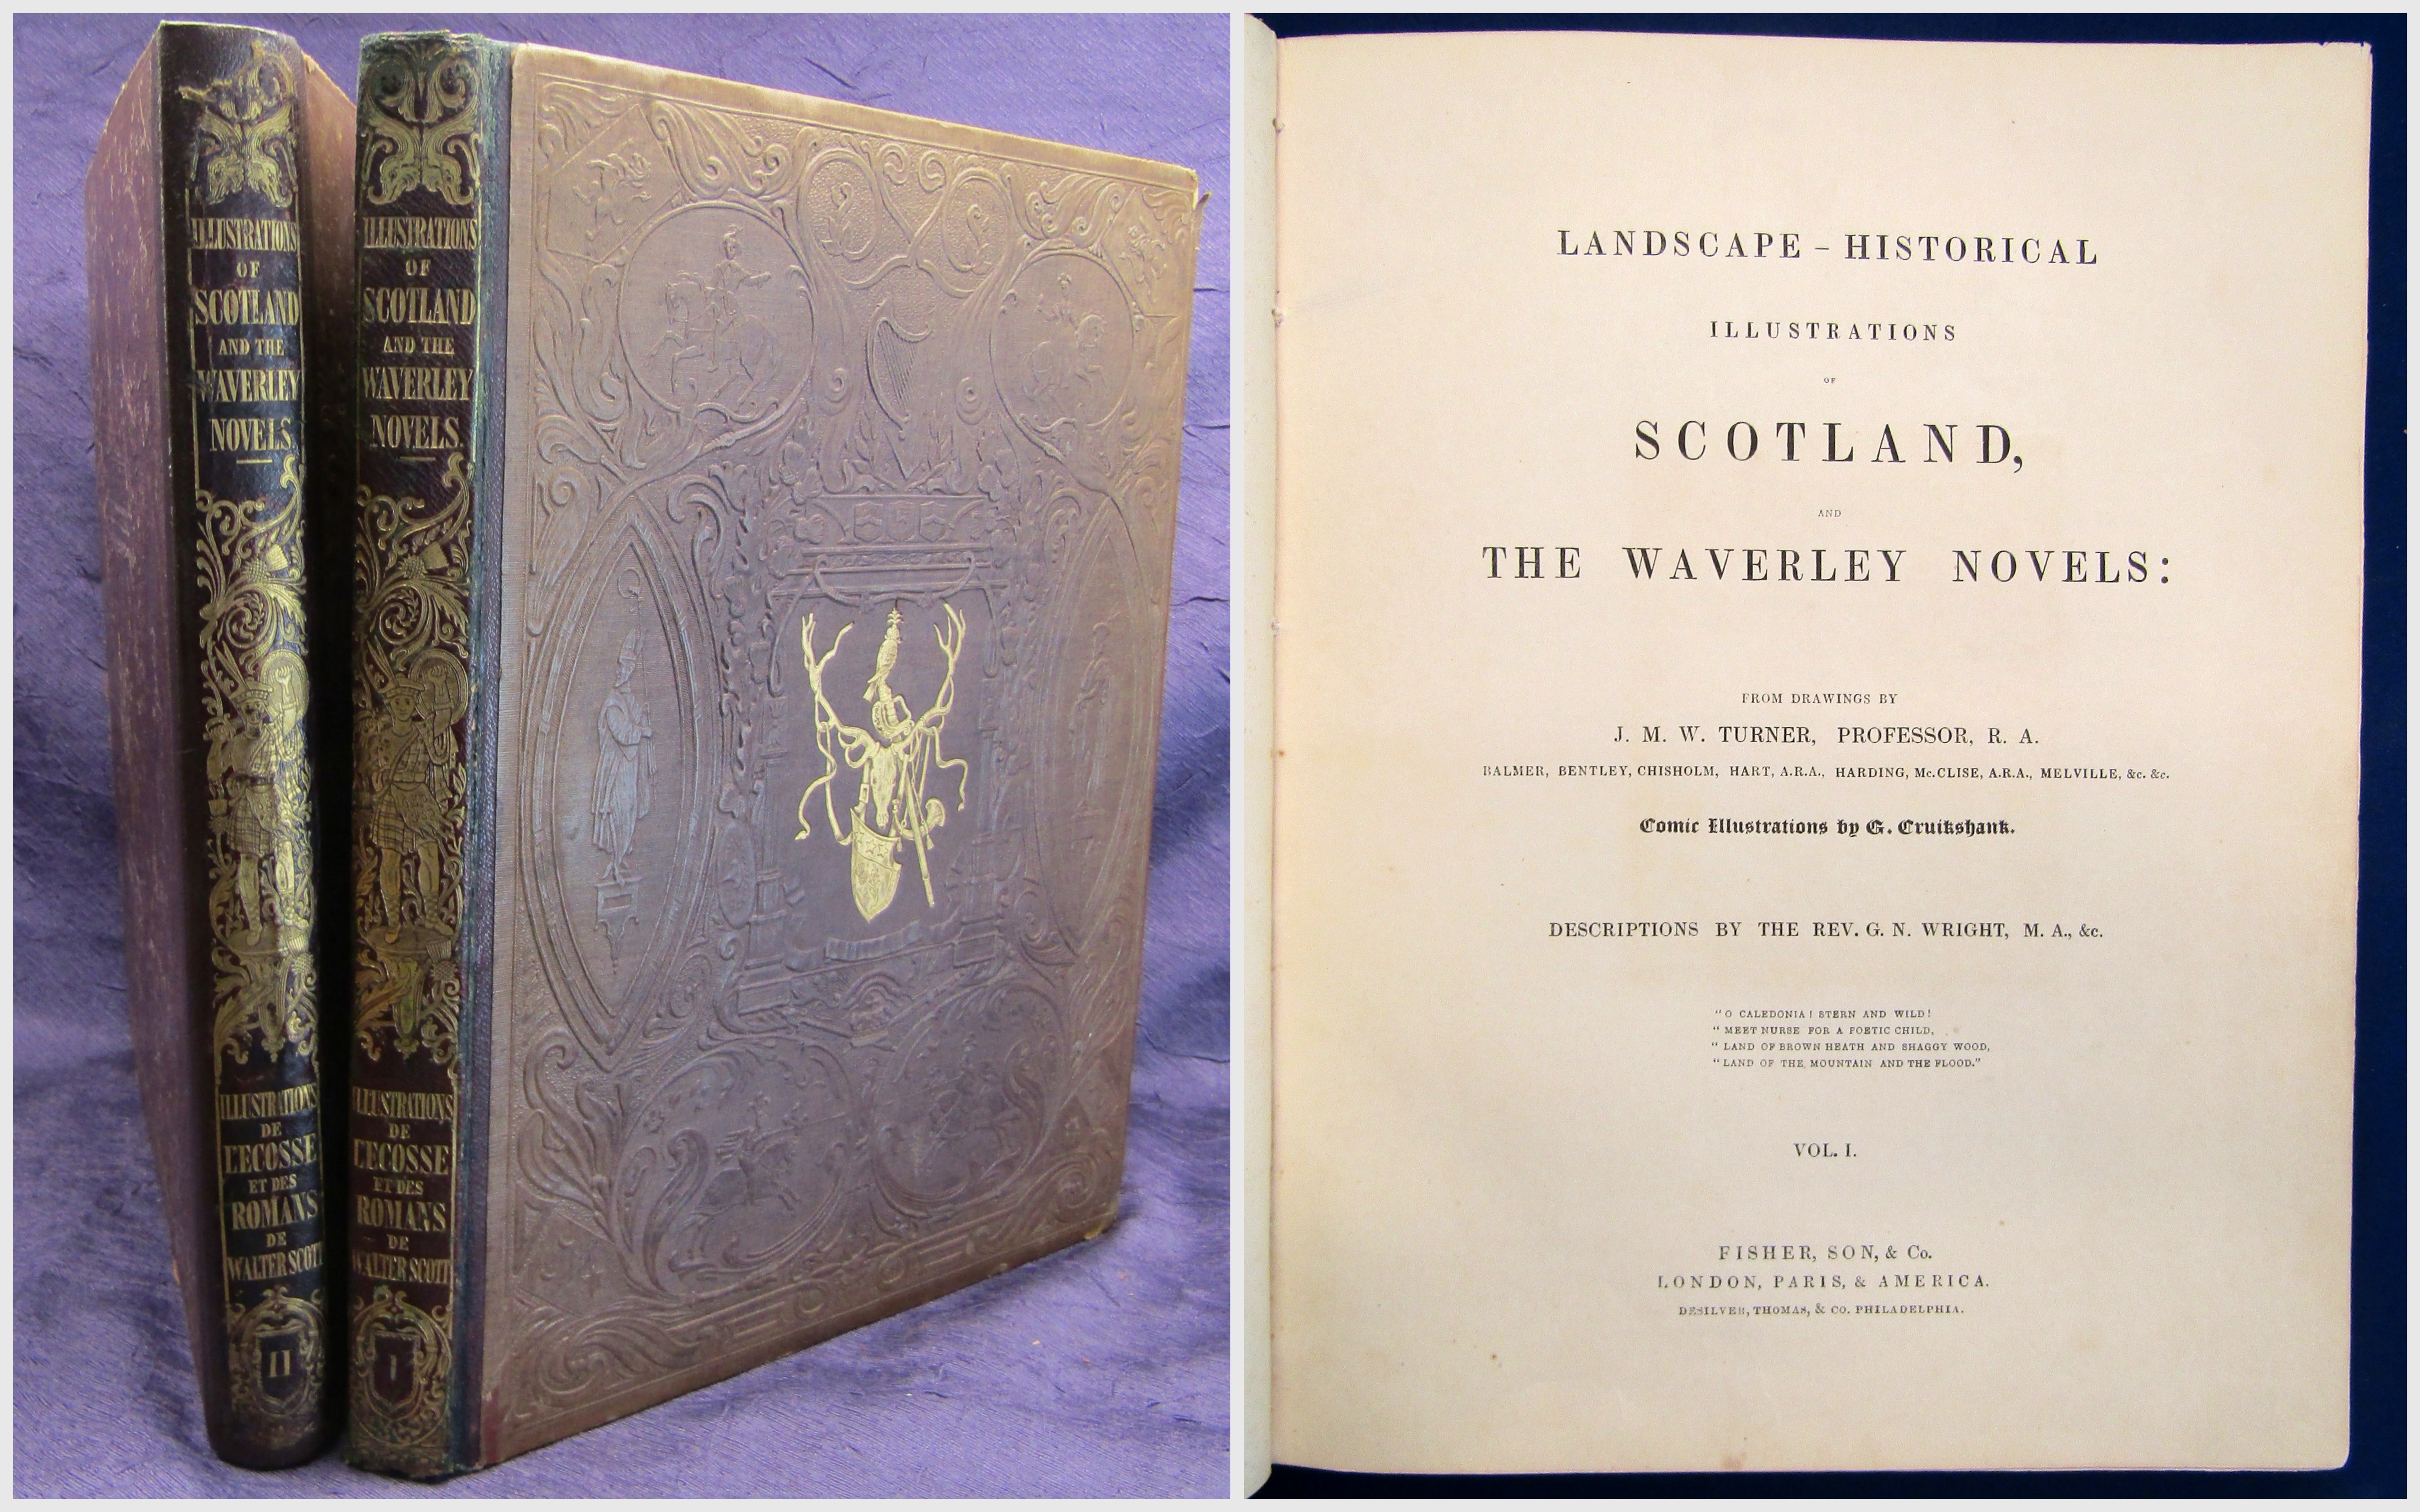 ILLUSTRATIONS
OF
SCOTLAND
AND THE
WAVERLEY
NOVELS.
ILLUSTRATIONS
DE
L'ECOSSE
ET DES
ROMANS
DE
WALTER SCOTT
II
ILLUSTRATIONS
OF
SCOTLAND
AND THE
WAVERLEY
NOVELS.
ILLUSTRATIONS
DE
L'ECOSSE
ET DES
ROMANS
DE
WALTER SCOTT
I
LANDSCAPE – HISTORICAL
ILLUSTRATIONS
OF
SCOTLAND,
AND
THE WAVERLEY NOVELS:
FROM DRAWINGS BY
J. M. W. TURNER, PROFESSOR, R. A.
BALMER, BENTLEY, CHISHOLM, HART, A.R.A., HARDING, Mc.CLISE, A.R.A., MELVILLE, &c. &c.
Comic Illustrations by G. Cruikshank.
DESCRIPTIONS BY THE REV. G. N. WRIGHT, M. A., &c.
"O CALEDONIA! STERN AND WILD!
"MEET NURSE FOR A POETIC CHILD,
"LAND OF BROWN HEATH AND SHAGGY WOOD,
"LAND OF THE MOUNTAIN AND THE FLOOD."
VOL. I.
FISHER, SON, & Co.
LONDON, PARIS, & AMERICA.
DESILVER, THOMAS, & CO. PHILADELPHIA.